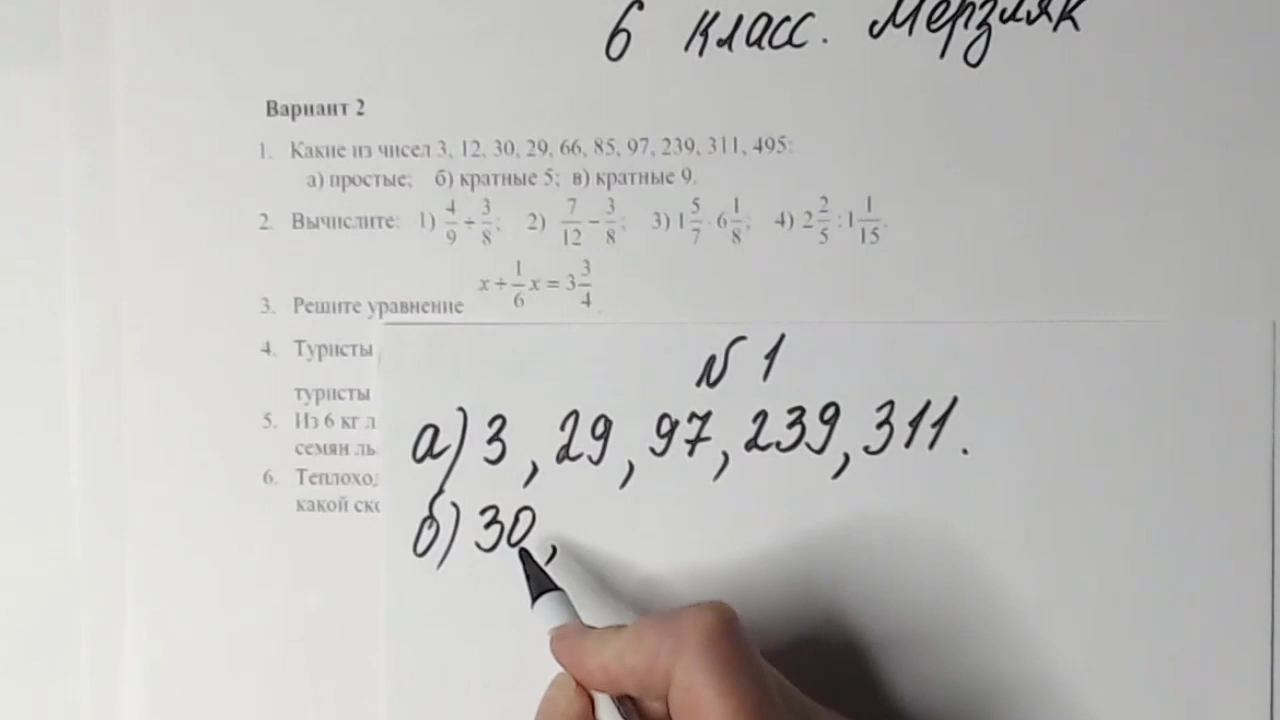 6 класс. Мерзляк
Вариант 2
1. Какие из чисел 3, 12, 30, 29, 66, 85, 97, 239, 311, 495:
а) простые; б) кратные 5; в) кратные 9.
2. Вычислите: 1) 4/9 + 3/8; 2) 7/12 − 3/8; 3) 1 5/7 · 6 1/8; 4) 2 2/5 : 1 1/15.
3. Решите уравнение x + 1/6 x = 3 3/4.
4. Туристы
туристы
5. Из 6 кг л
семян ль
6. Теплоход
какой ско
№ 1
а) 3, 29, 97, 239, 311.
б) 30,